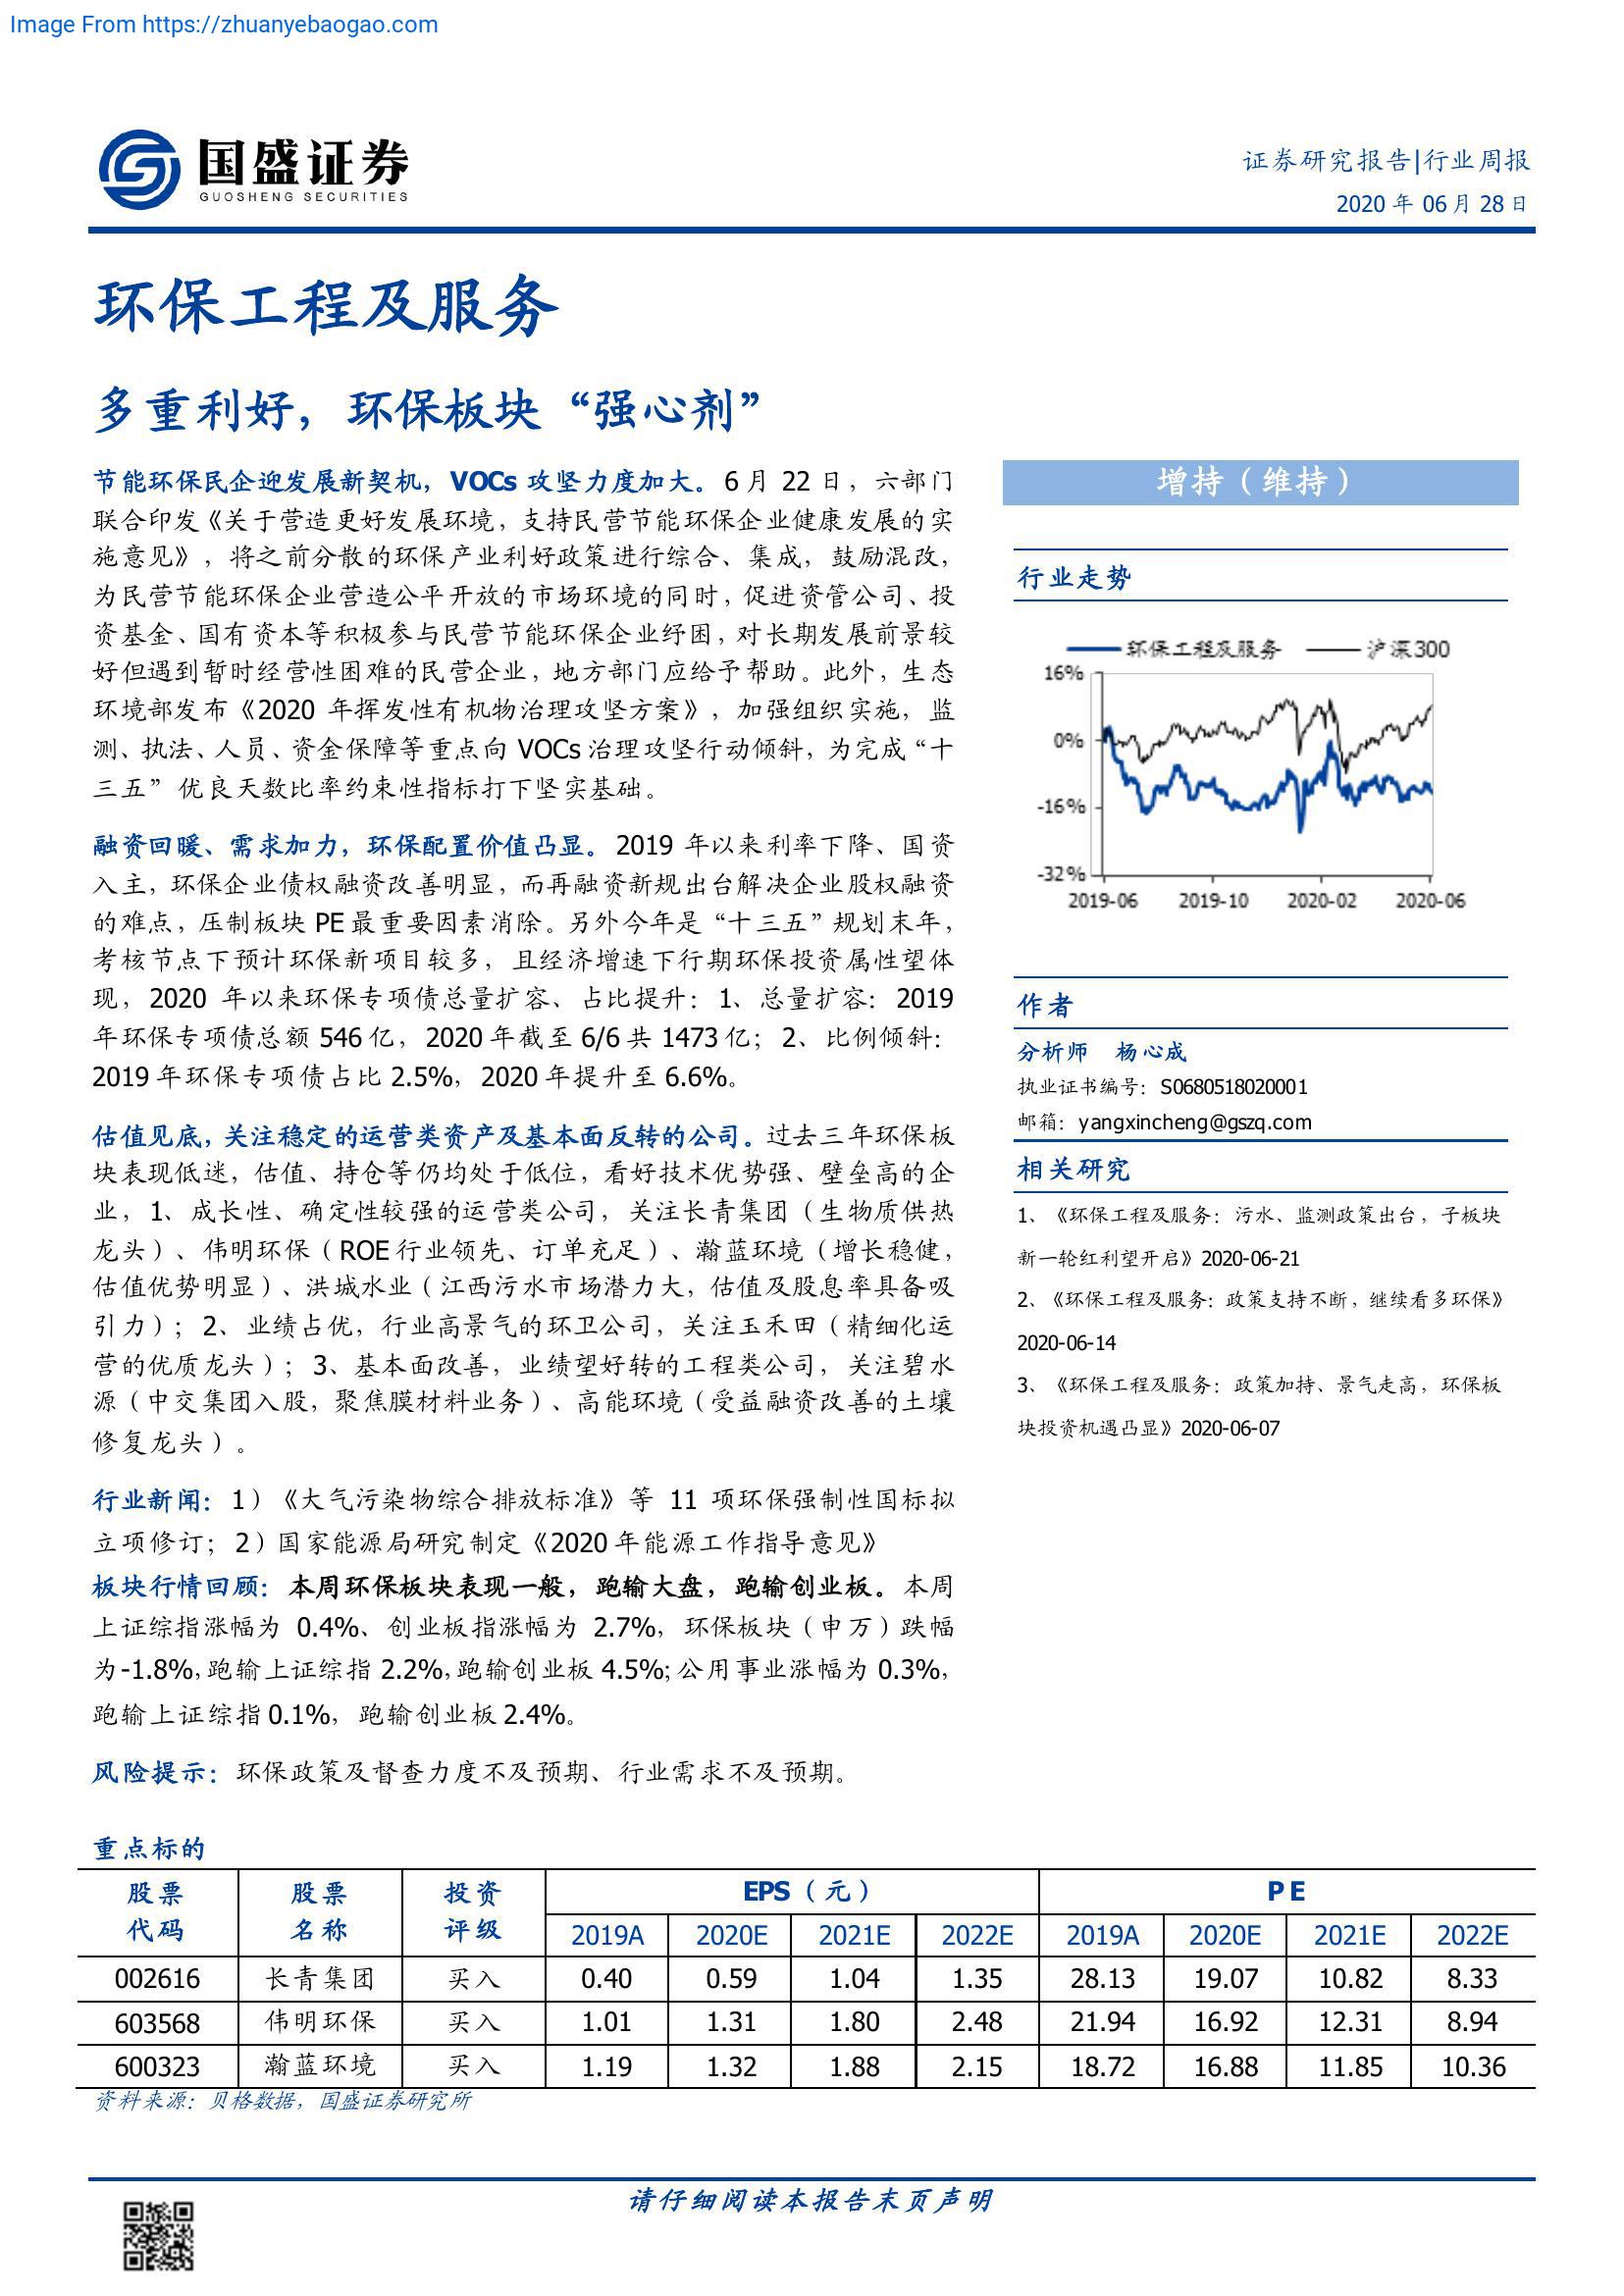 Image From https://zhuanyebaogao.com
国盛证券
GUOSHENG SECURITIES
证券研究报告|行业周报
2020 年 06 月 28 日
环保工程及服务
多重利好，环保板块“强心剂”
节能环保民企迎发展新契机，VOCs 攻坚力度加大。6 月 22 日，六部门
联合印发《关于营造更好发展环境，支持民营节能环保企业健康发展的实
施意见》，将之前分散的环保产业利好政策进行综合、集成，鼓励混改，
为民营节能环保企业营造公平开放的市场环境的同时，促进资管公司、投
资基金、国有资本等积极参与民营节能环保企业纾困，对长期发展前景较
好但遇到暂时经营性困难的民营企业，地方部门应给予帮助。此外，生态
环境部发布《2020 年挥发性有机物治理攻坚方案》，加强组织实施，监
测、执法、人员、资金保障等重点向 VOCs 治理攻坚行动倾斜，为完成“十
三五”优良天数比率约束性指标打下坚实基础。
融资回暖、需求加力，环保配置价值凸显。2019 年以来利率下降、国资
入主，环保企业债权融资改善明显，而再融资新规出台解决企业股权融资
的难点，压制板块 PE 最重要因素消除。另外今年是“十三五”规划末年，
考核节点下预计环保新项目较多，且经济增速下行期环保投资属性望体
现，2020 年以来环保专项债总量扩容、占比提升：1、总量扩容：2019
年环保专项债总额 546 亿，2020 年截至 6/6 共 1473 亿；2、比例倾斜：
2019 年环保专项债占比 2.5%，2020 年提升至 6.6%。
估值见底，关注稳定的运营类资产及基本面反转的公司。过去三年环保板
块表现低迷，估值、持仓等仍均处于低位，看好技术优势强、壁垒高的企
业，1、成长性、确定性较强的运营类公司，关注长青集团（生物质供热
龙头）、伟明环保（ROE 行业领先、订单充足）、瀚蓝环境（增长稳健，
估值优势明显）、洪城水业（江西污水市场潜力大，估值及股息率具备吸
引力）；2、业绩占优，行业高景气的环卫公司，关注玉禾田（精细化运
营的优质龙头）；3、基本面改善，业绩望好转的工程类公司，关注碧水
源（中交集团入股，聚焦膜材料业务）、高能环境（受益融资改善的土壤
修复龙头）。
行业新闻：1）《大气污染物综合排放标准》等 11 项环保强制性国标拟
立项修订；2）国家能源局研究制定《2020 年能源工作指导意见》
板块行情回顾：本周环保板块表现一般，跑输大盘，跑输创业板。本周
上证综指涨幅为 0.4%、创业板指涨幅为 2.7%，环保板块（申万）跌幅
为-1.8%，跑输上证综指 2.2%，跑输创业板 4.5%；公用事业涨幅为 0.3%，
跑输上证综指 0.1%，跑输创业板 2.4%。
风险提示：环保政策及督查力度不及预期、行业需求不及预期。
增持（维持）
行业走势
环保工程及服务 沪深300
16%
0%
-16%
-32%
2019-06 2019-10 2020-02 2020-06
作者
分析师 杨心成
执业证书编号：S0680518020001
邮箱：yangxincheng@gszq.com
相关研究
1、《环保工程及服务：污水、监测政策出台，子板块
新一轮红利望开启》2020-06-21
2、《环保工程及服务：政策支持不断，继续看多环保》
2020-06-14
3、《环保工程及服务：政策加持、景气走高，环保板
块投资机遇凸显》2020-06-07
重点标的
股票 股票 投资 EPS（元） P E
代码 名称 评级 2019A 2020E 2021E 2022E 2019A 2020E 2021E 2022E
002616 长青集团 买入 0.40 0.59 1.04 1.35 28.13 19.07 10.82 8.33
603568 伟明环保 买入 1.01 1.31 1.80 2.48 21.94 16.92 12.31 8.94
600323 瀚蓝环境 买入 1.19 1.32 1.88 2.15 18.72 16.88 11.85 10.36
资料来源：贝格数据，国盛证券研究所
请仔细阅读本报告末页声明